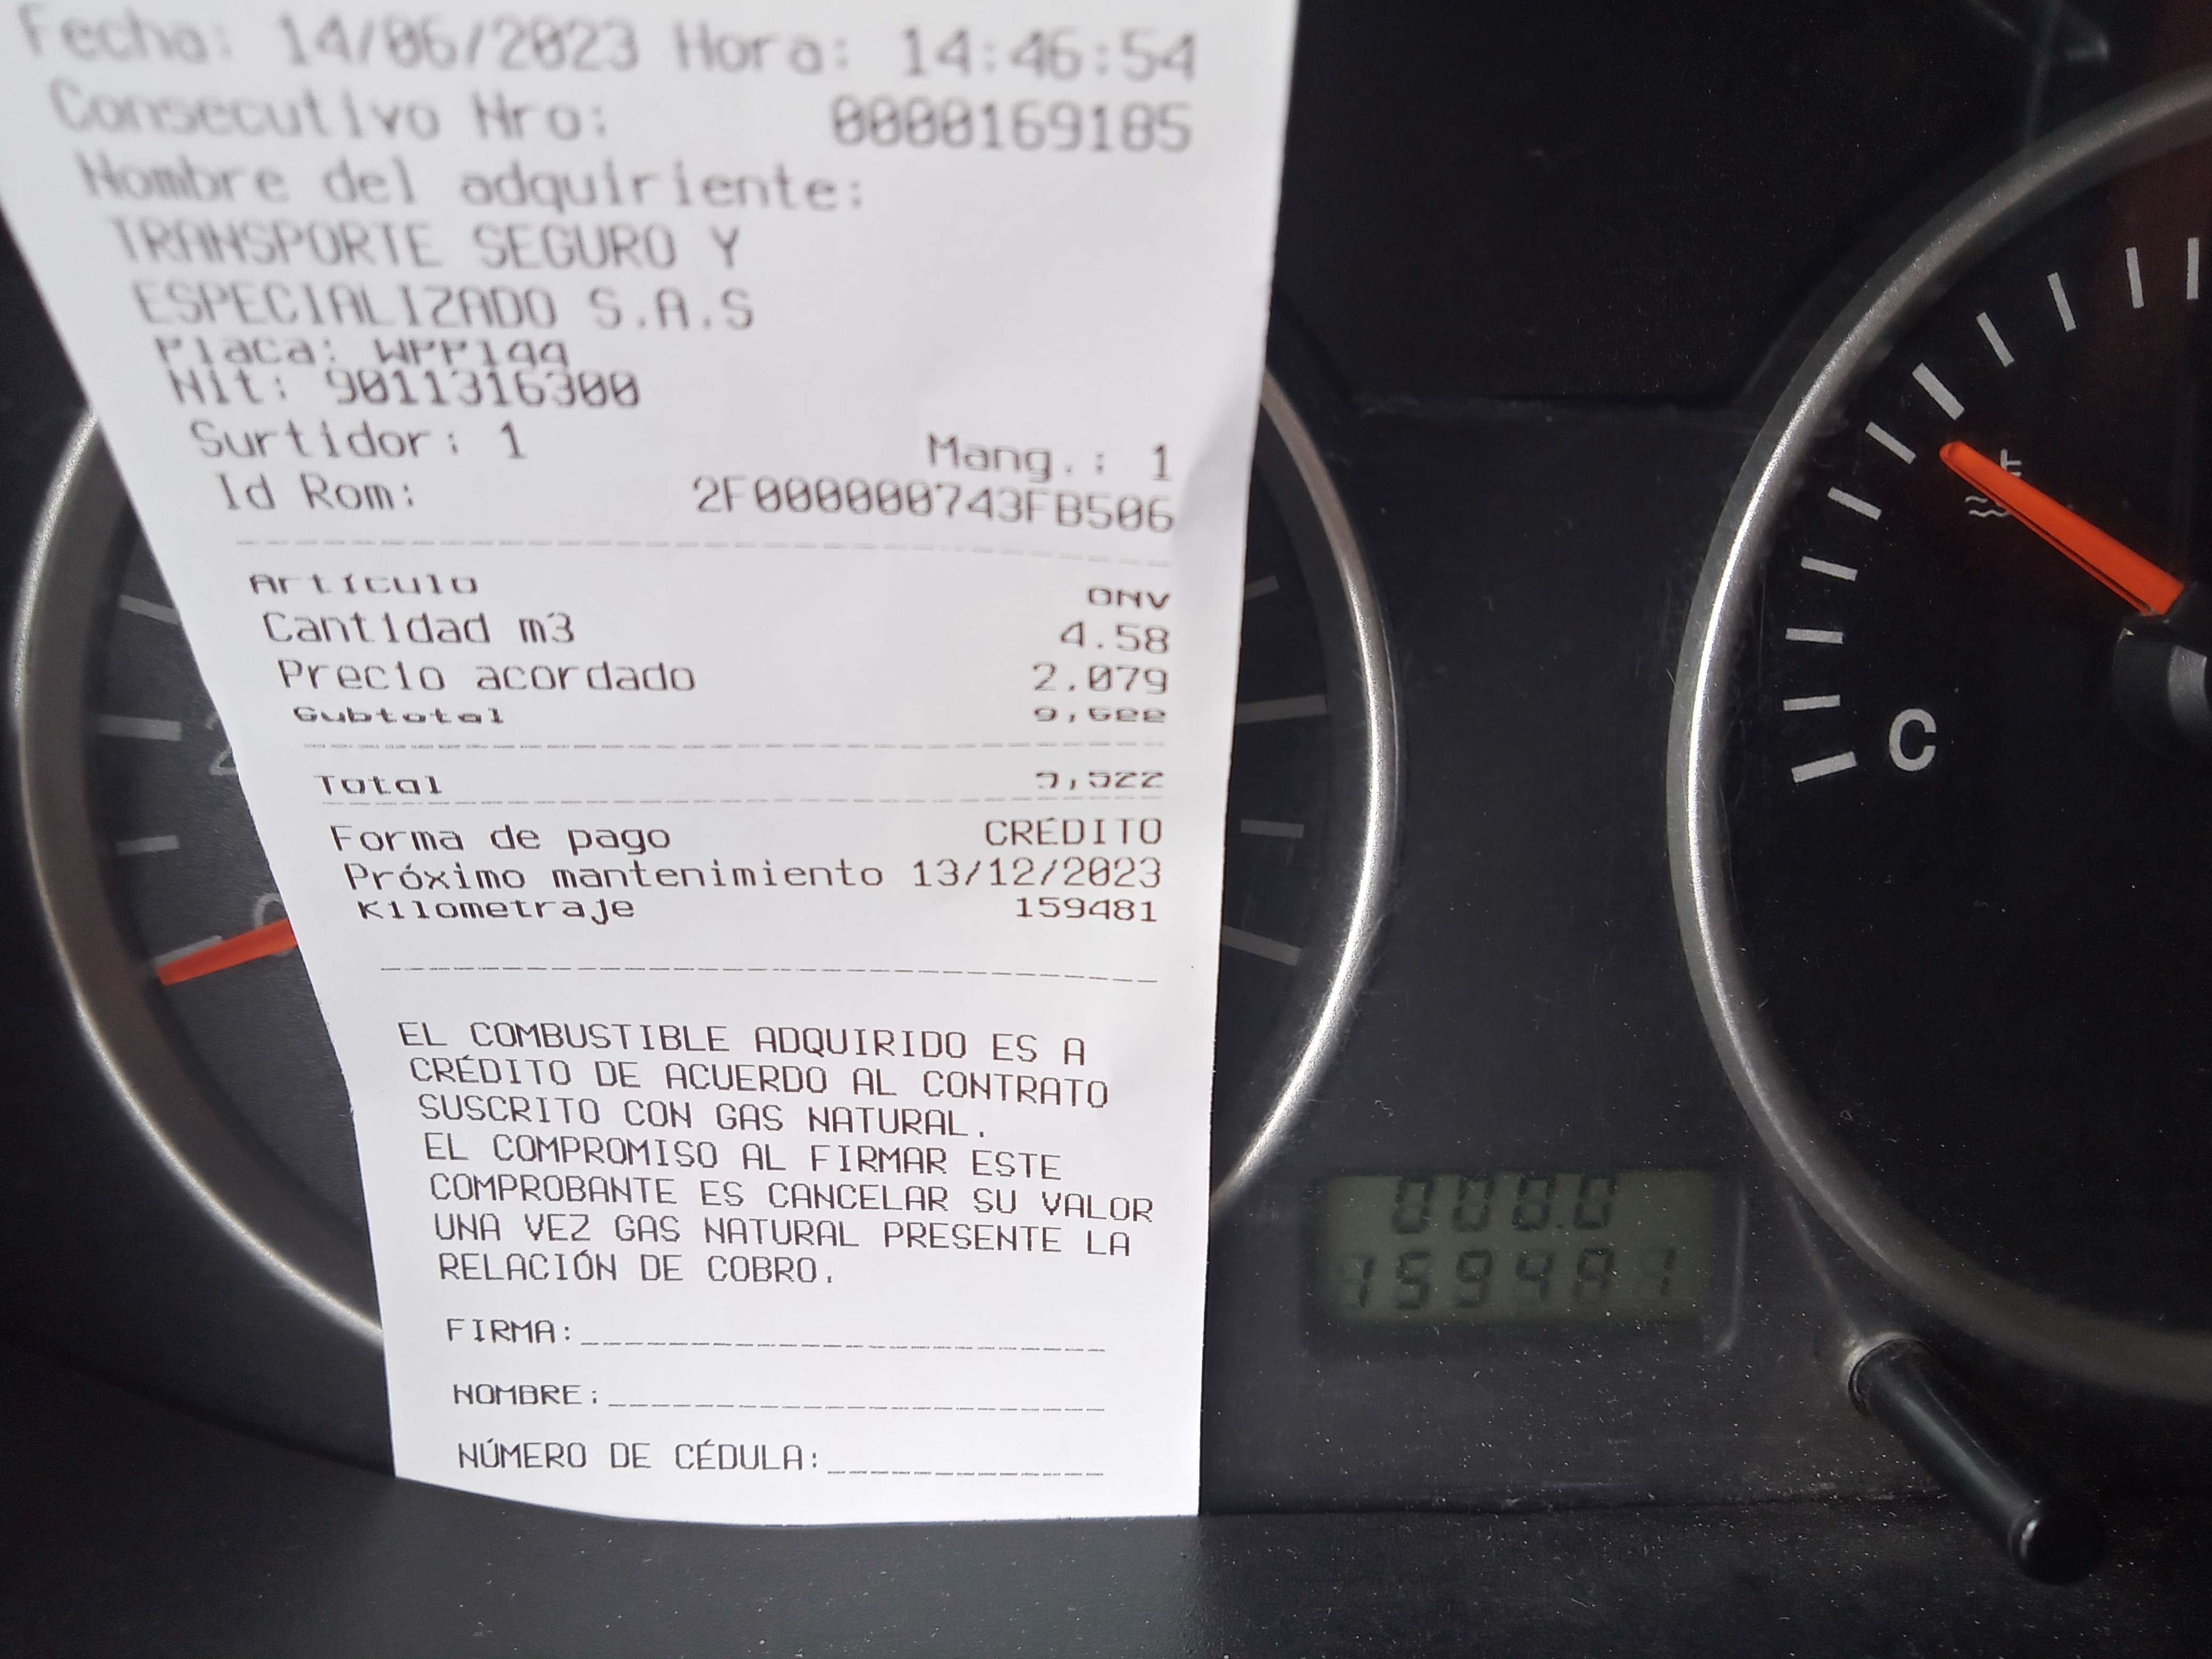 Fecha: 14/06/2023 Hora: 14:46:54
Consecutivo Nro: 0000169185
Nombre del adquiriente:
TRANSPORTE SEGURO Y
ESPECIALIZADO S.A.S
Placa:
Nit: 9011316300
Surtidor: 1 Mang.: 1
Id Rom: 2F000000743FB506
Artículo GNV
Cantidad m3 4.58
Precio acordado 2,079
Subtotal 9,522
Total 9,522
Forma de pago CRÉDITO
Próximo mantenimiento 13/12/2023
Kilometraje 159481
EL COMBUSTIBLE ADQUIRIDO ES A
CRÉDITO DE ACUERDO AL CONTRATO
SUSCRITO CON GAS NATURAL.
EL COMPROMISO AL FIRMAR ESTE
COMPROBANTE ES CANCELAR SU VALOR
UNA VEZ GAS NATURAL PRESENTE LA
RELACIÓN DE COBRO.
FIRMA:
NOMBRE:
NÚMERO DE CÉDULA:
C
000.0
159481